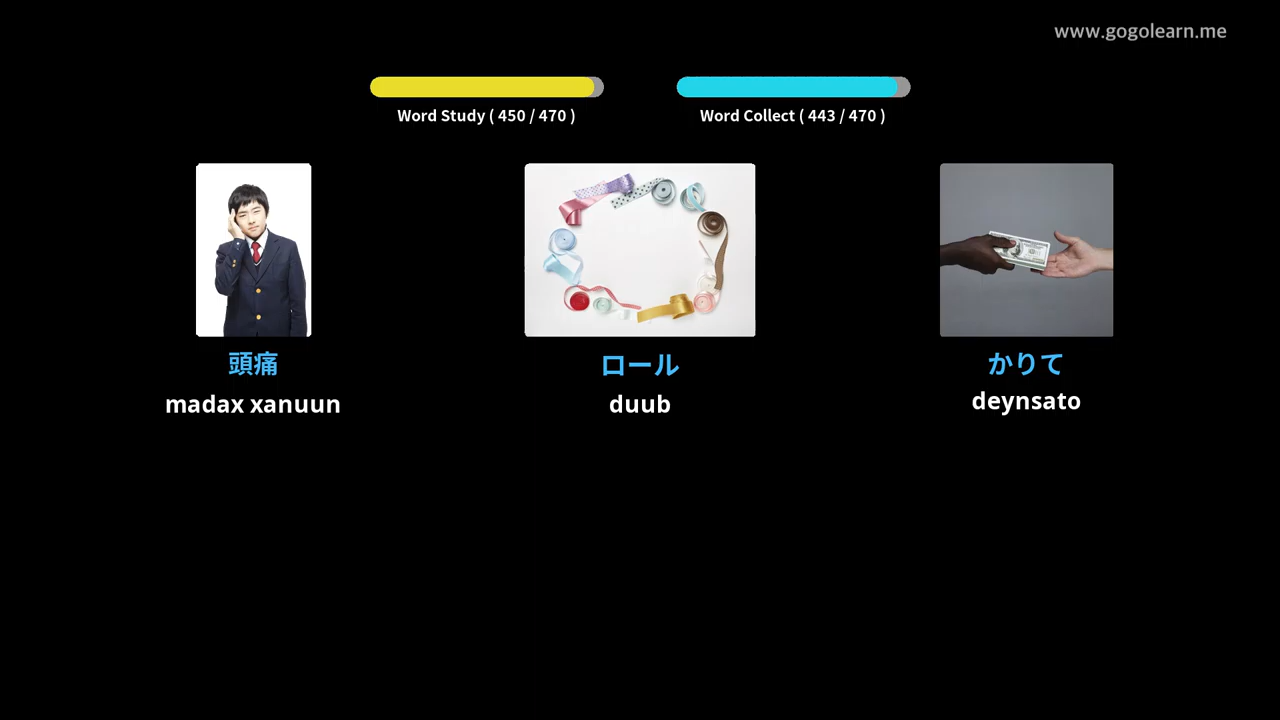 www.gogolearn.me
Word Study ( 450 / 470 )
Word Collect ( 443 / 470 )
頭痛
ロール
かりて
madax xanuun
duub
deynsato